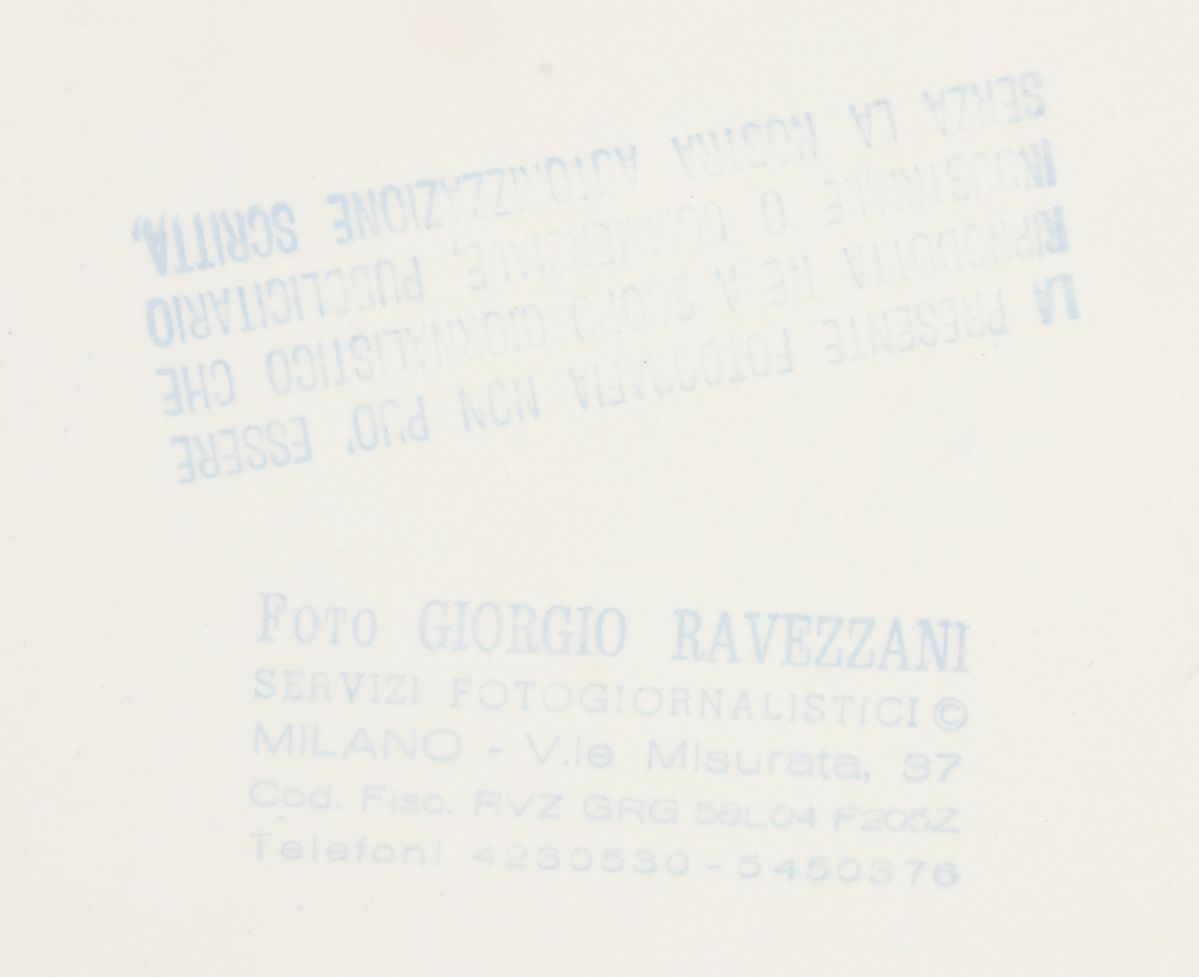 LA PRESENTE FOTOGRAFIA NON PUO' ESSERE
RIPRODOTTA NE A SCOPO GIORNALISTICO CHE
INDUSTRIALE O COMMERCIALE, PUBBLICITARIO
SENZA LA NOSTRA AUTORIZZAZIONE SCRITTA.
Foto GIORGIO RAVEZZANI
SERVIZI FOTOGIORNALISTICI ©
MILANO - V.le Misurata, 37
Cod. Fisc. RVZ GRG 58L04 F205Z
Telefoni 4230530 - 5450376